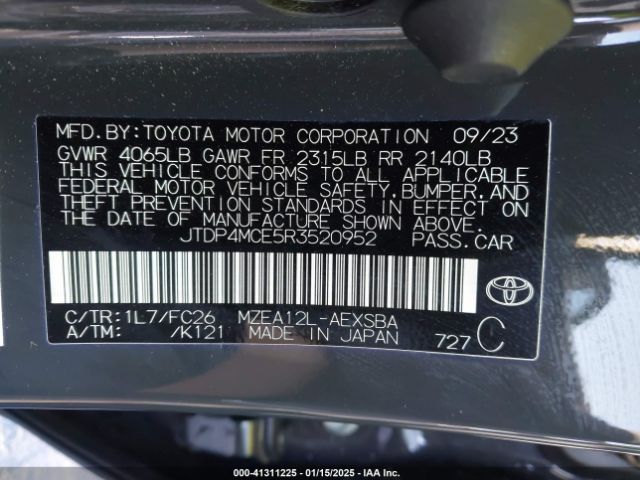 MFD.BY:TOYOTA MOTOR CORPORATION 09/23
GVWR 4065LB GAWR FR 2315LB RR 2140LB
THIS VEHICLE CONFORMS TO ALL APPLICABLE
FEDERAL MOTOR VEHICLE SAFETY, BUMPER, AND
THEFT PREVENTION STANDARDS IN EFFECT ON
THE DATE OF MANUFACTURE SHOWN ABOVE.
JTDP4MCE5R3520952 PASS.CAR
C/TR:1L7/FC26 MZEA12L-AEXSBA
A/TM: /K121 MADE IN JAPAN 727 C
000-41311225 - 01/15/2025 - IAA Inc.